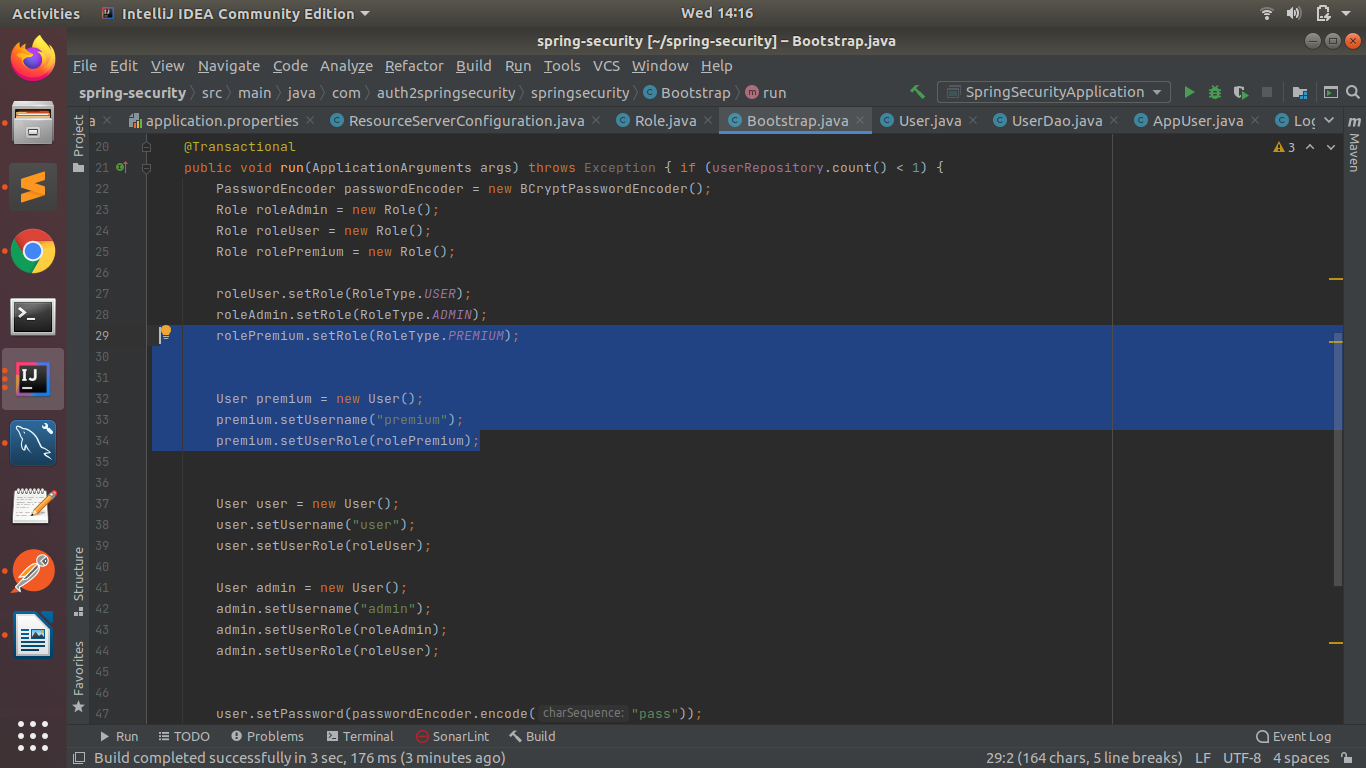 Activities
IntelliJ IDEA Community Edition
Wed 14:16
spring-security [~/spring-security] – Bootstrap.java
File Edit View Navigate Code Analyze Refactor Build Run Tools VCS Window Help
spring-security src main java com auth2springsecurity springsecurity Bootstrap run
SpringSecurityApplication
a application.properties ResourceServerConfiguration.java Role.java Bootstrap.java User.java UserDao.java AppUser.java Log
Project
Structure
Favorites
Maven
3
20 @Transactional
21 public void run(ApplicationArguments args) throws Exception { if (userRepository.count() < 1) {
22 PasswordEncoder passwordEncoder = new BCryptPasswordEncoder();
23 Role roleAdmin = new Role();
24 Role roleUser = new Role();
25 Role rolePremium = new Role();
26
27 roleUser.setRole(RoleType.USER);
28 roleAdmin.setRole(RoleType.ADMIN);
29 rolePremium.setRole(RoleType.PREMIUM);
30
31
32 User premium = new User();
33 premium.setUsername("premium");
34 premium.setUserRole(rolePremium);
35
36
37 User user = new User();
38 user.setUsername("user");
39 user.setUserRole(roleUser);
40
41 User admin = new User();
42 admin.setUsername("admin");
43 admin.setUserRole(roleAdmin);
44 admin.setUserRole(roleUser);
45
46
47 user.setPassword(passwordEncoder.encode( charSequence: "pass"));
Run TODO Problems Terminal SonarLint Build Event Log
Build completed successfully in 3 sec, 176 ms (3 minutes ago)
29:2 (164 chars, 5 line breaks) LF UTF-8 4 spaces